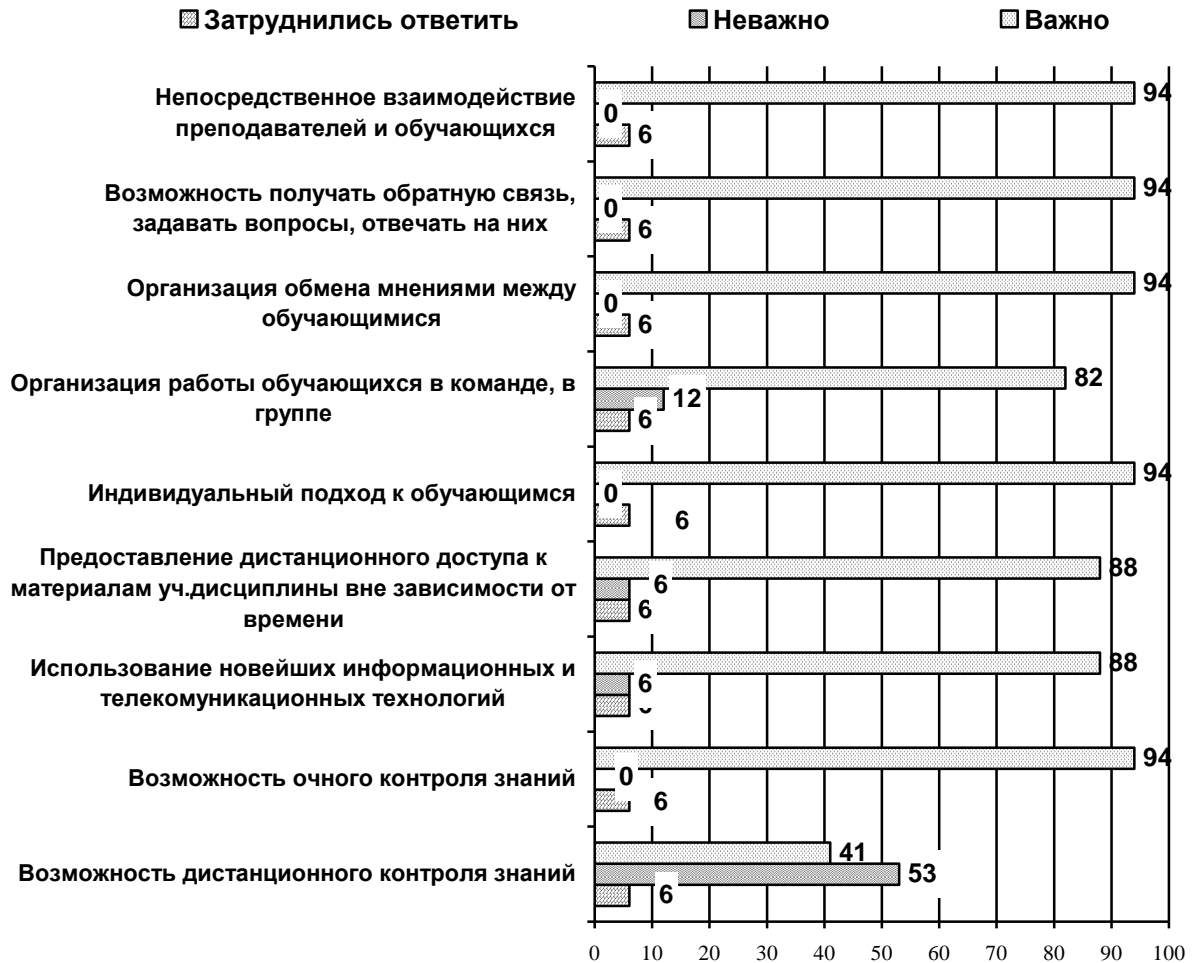 Затруднились ответить Неважно Важно
94
Непосредственное взаимодействие
0
преподавателей и обучающихся
6
94
Возможность получать обратную связь,
0
задавать вопросы, отвечать на них
6
94
Организация обмена мнениями между
0
обучающимися
6
82
Организация работы обучающихся в команде, в
12
группе
6
94
Индивидуальный подход к обучающимся
0
6
Предоставление дистанционного доступа к
88
материалам уч.дисциплины вне зависимости от
6
времени
6
Использование новейших информационных и
88
телекомуникационных технологий
6
94
Возможность очного контроля знаний
0
6
41
Возможность дистанционного контроля знаний
53
6
0 10 20 30 40 50 60 70 80 90 100